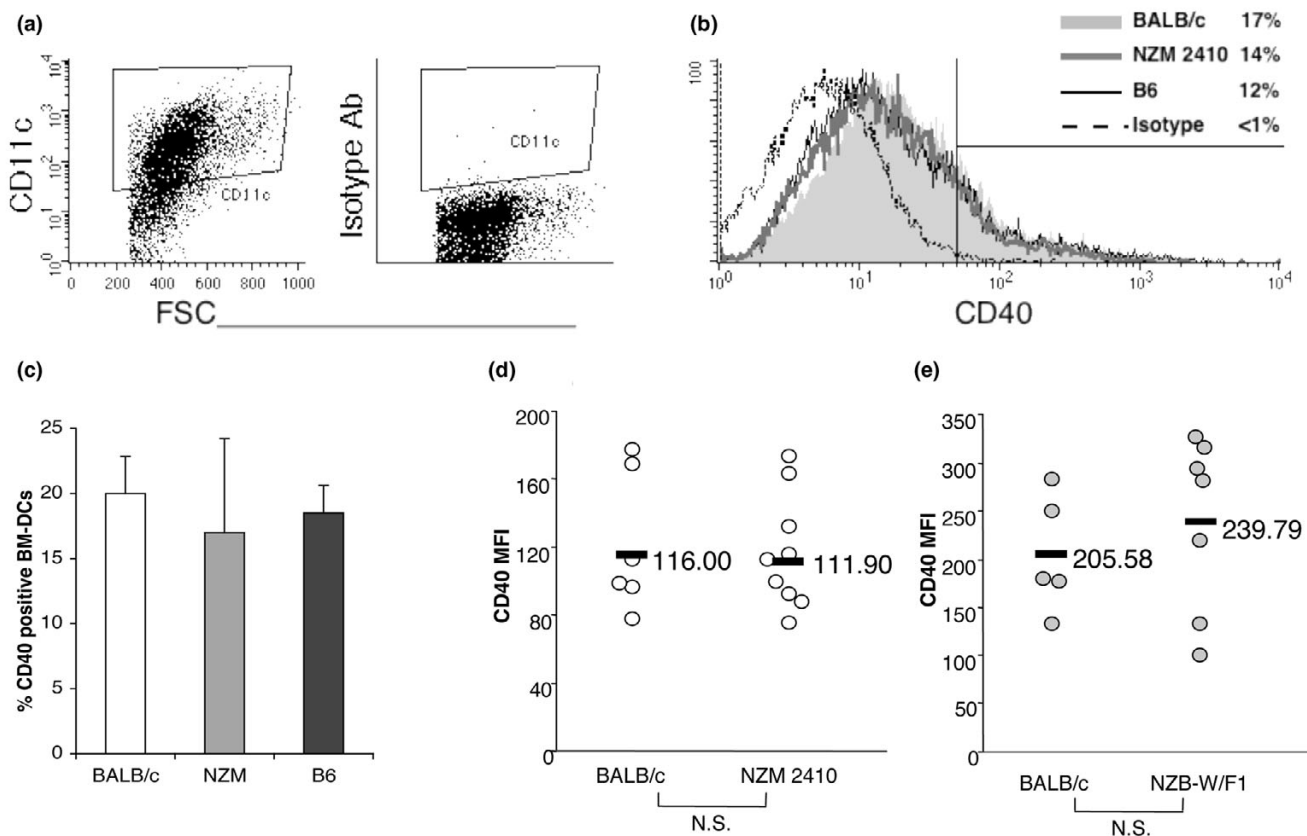 (a)
CD11c
10^4
10^3
10^2
10^1
10^0
CD11c
0 200 400 600 800 1000
FSC
Isotype Ab
CD11c
(b)
BALB/c 17%
NZM 2410 14%
B6 12%
Isotype <1%
100
10^0 10^1 10^2 10^3 10^4
CD40
(c)
% CD40 positive BM-DCs
25
20
15
10
5
0
BALB/c NZM B6
(d)
CD40 MFI
200
160
120
80
40
0
116.00
111.90
BALB/c NZM 2410
N.S.
(e)
CD40 MFI
350
300
250
200
150
100
50
0
205.58
239.79
BALB/c NZB-W/F1
N.S.